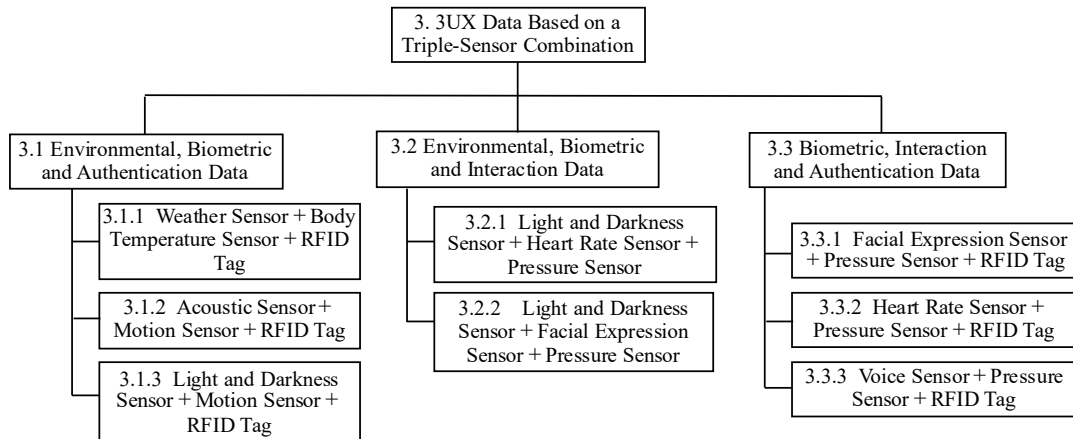 3. 3UX Data Based on a
Triple-Sensor Combination
3.1 Environmental, Biometric
and Authentication Data
3.1.1 Weather Sensor + Body
Temperature Sensor + RFID
Tag
3.1.2 Acoustic Sensor +
Motion Sensor + RFID Tag
3.1.3 Light and Darkness
Sensor + Motion Sensor +
RFID Tag
3.2 Environmental, Biometric
and Interaction Data
3.2.1 Light and Darkness
Sensor + Heart Rate Sensor +
Pressure Sensor
3.2.2 Light and Darkness
Sensor + Facial Expression
Sensor + Pressure Sensor
3.3 Biometric, Interaction
and Authentication Data
3.3.1 Facial Expression Sensor
+ Pressure Sensor + RFID Tag
3.3.2 Heart Rate Sensor +
Pressure Sensor + RFID Tag
3.3.3 Voice Sensor + Pressure
Sensor + RFID Tag